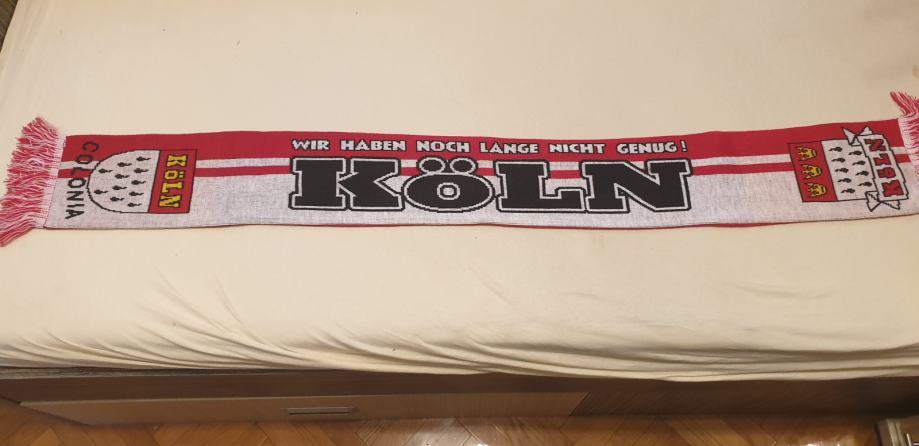 WIR HABEN NOCH LANGE NICHT GENUG!
KÖLN
COLONIA
KÖLN
KÖLN